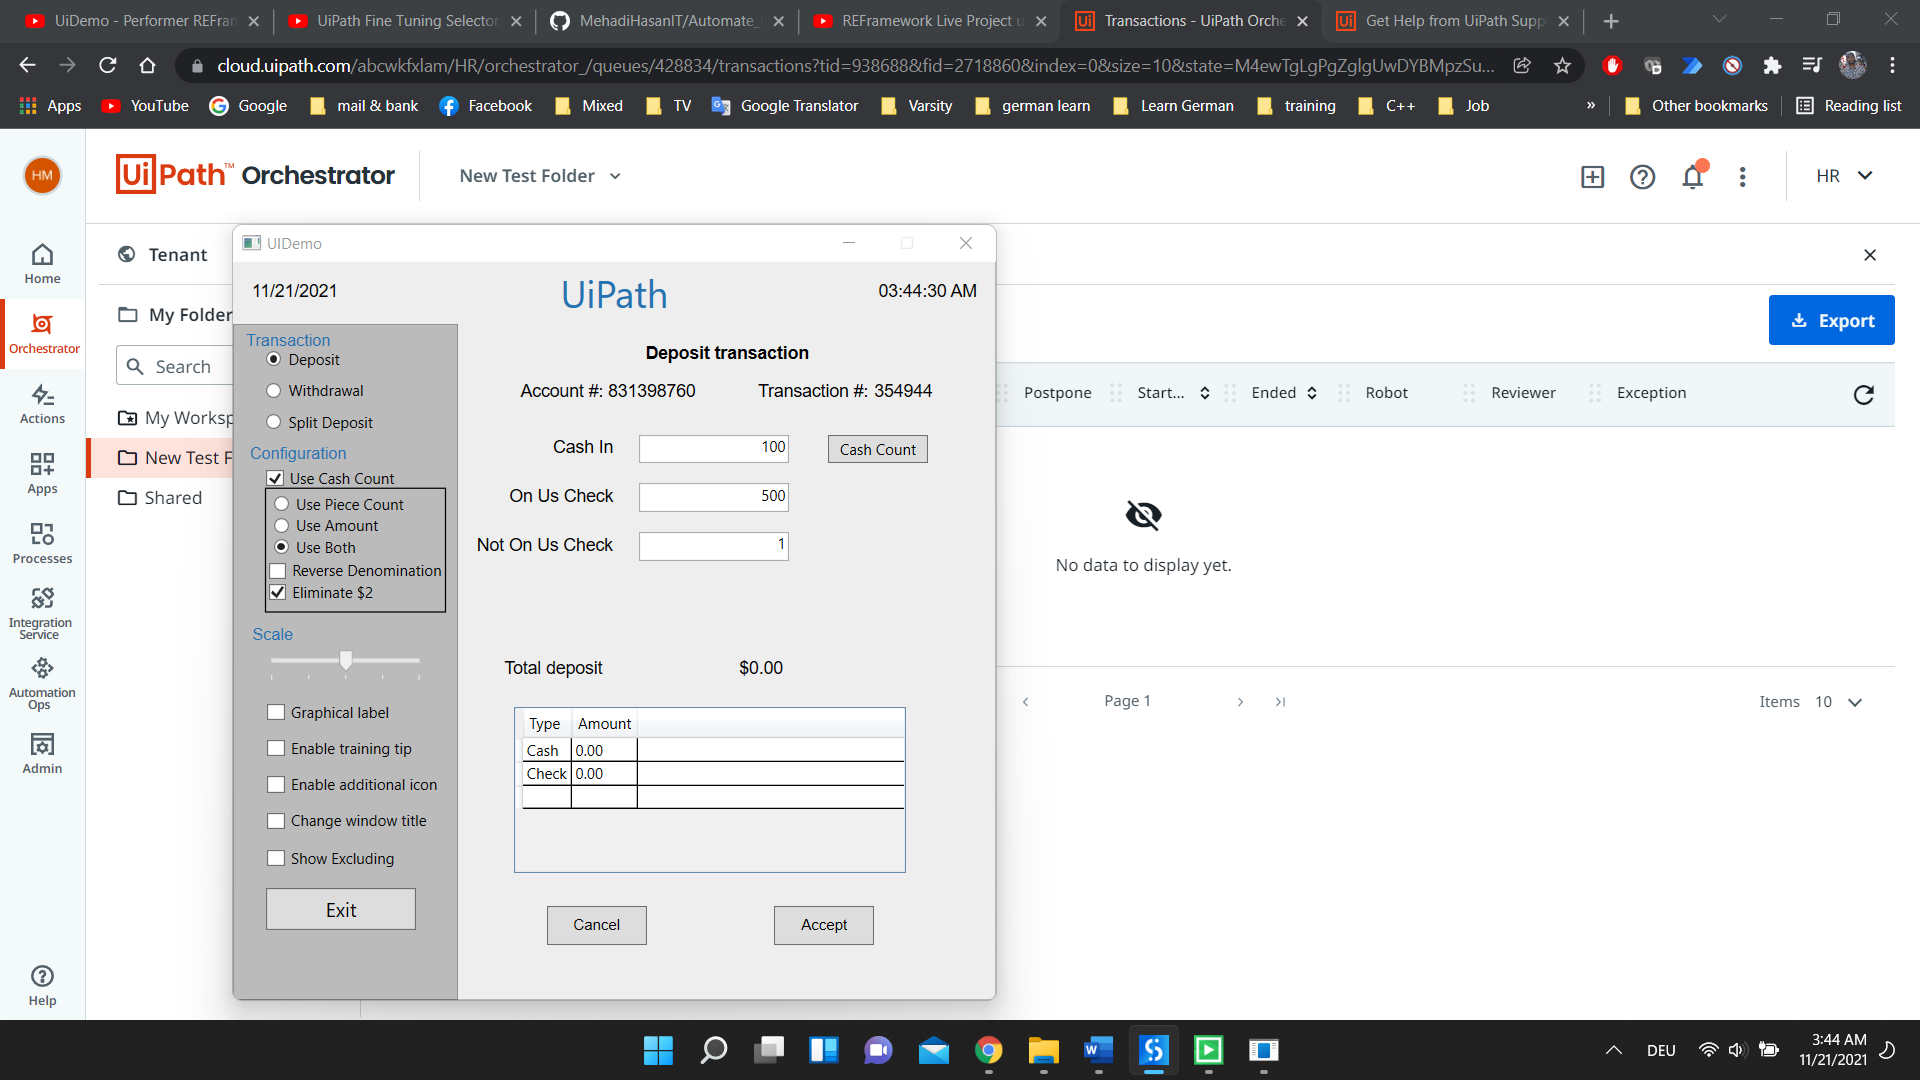 UiDemo - Performer REFran
UiPath Fine Tuning Selector
MehadiHasanIT/Automate_
REFramework Live Project u
Transactions - UiPath Orche
Get Help from UiPath Supp
cloud.uipath.com/abcwkfxlam/HR/orchestrator_/queues/428834/transactions?tid=938688&fid=2718860&index=0&size=10&state=M4ewTgLgPgZglgUwDYBMpzSu...
Apps YouTube Google mail & bank Facebook Mixed TV Google Translator Varsity german learn Learn German training C++ Job » Other bookmarks Reading list
HM
UiPath™ Orchestrator
New Test Folder
HR
Home
Orchestrator
Actions
Apps
Processes
Integration
Service
Automation
Ops
Admin
Help
Tenant
My Folder
Search
My Worksp
New Test F
Shared
UIDemo
11/21/2021
UiPath
03:44:30 AM
Transaction
Deposit
Withdrawal
Split Deposit
Configuration
Use Cash Count
Use Piece Count
Use Amount
Use Both
Reverse Denomination
Eliminate $2
Scale
Graphical label
Enable training tip
Enable additional icon
Change window title
Show Excluding
Exit
Deposit transaction
Account #: 831398760 Transaction #: 354944
Cash In 100 Cash Count
On Us Check 500
Not On Us Check 1
Total deposit $0.00
Type Amount
Cash 0.00
Check 0.00
Cancel Accept
Export
Postpone Start... Ended Robot Reviewer Exception
No data to display yet.
Page 1
Items 10
DEU
3:44 AM
11/21/2021